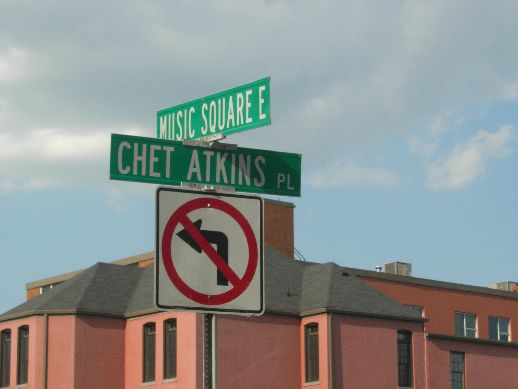 MUSIC SQUARE E
CHET ATKINS PL